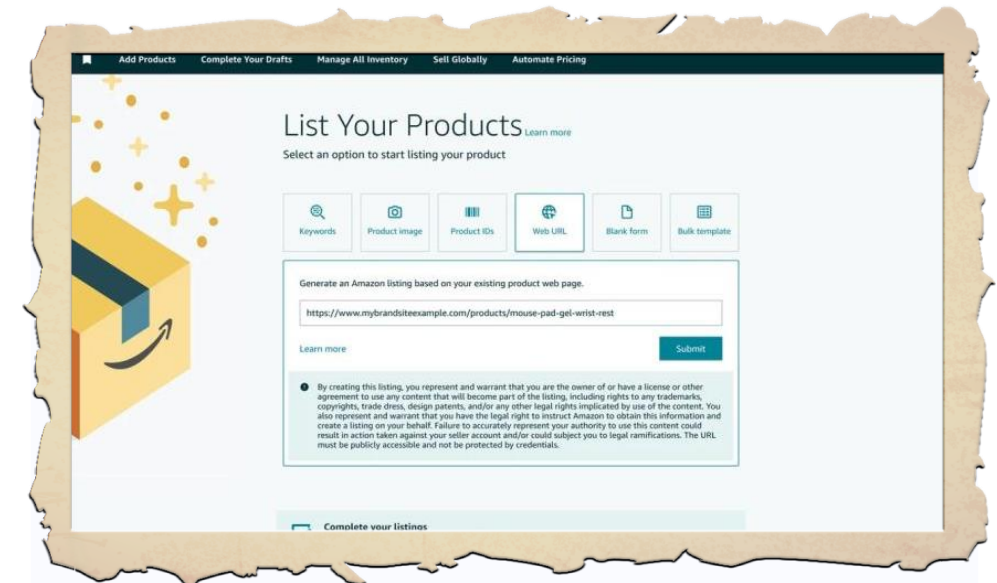 Add Products Complete Your Drafts Manage All Inventory Sell Globally Automate Pricing
List Your Products Learn more
Select an option to start listing your product
Keywords Product image Product IDs Web URL Blank form Bulk template
Generate an Amazon listing based on your existing product web page.
https://www.mybrandsiteexample.com/products/mouse-pad-gel-wrist-rest
Learn more Submit
By creating this listing, you represent and warrant that you are the owner of or have a license or other
agreement to use any content that will become part of the listing, including rights to any trademarks,
copyrights, trade dress, design patents, and/or any other legal rights implicated by use of the content. You
also represent and warrant that you have the legal right to instruct Amazon to obtain this information and
create a listing on your behalf. Failure to accurately represent your authority to use this content could
result in action taken against your seller account and/or could subject you to legal ramifications. The URL
must be publicly accessible and not be protected by credentials.
Complete your listings